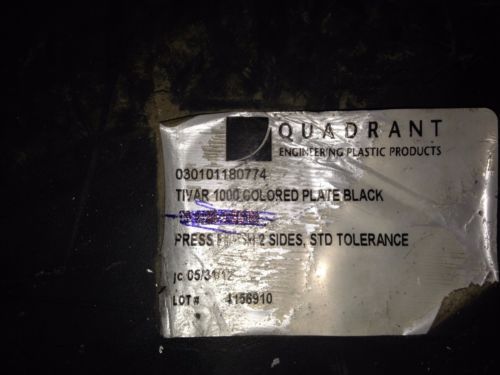 QUADRANT
ENGINEERING PLASTIC PRODUCTS
030101180774
TIVAR 1000 COLORED PLATE BLACK
PRESS FINISH 2 SIDES, STD TOLERANCE
jc 05/31/12
LOT # 4156910